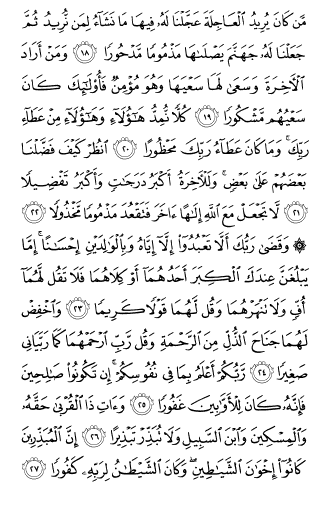 مَّن كَانَ يُرِيدُ ٱلْعَاجِلَةَ عَجَّلْنَا لَهُۥ فِيهَا مَا نَشَآءُ لِمَن نُّرِيدُ ثُمَّ
جَعَلْنَا لَهُۥ جَهَنَّمَ يَصْلَىٰهَا مَذْمُومًا مَّدْحُورًا ١٨ وَمَنْ أَرَادَ
ٱلْأَخِرَةَ وَسَعَىٰ لَهَا سَعْيَهَا وَهُوَ مُؤْمِنٌ فَأُو۟لَٰٓئِكَ كَانَ
سَعْيُهُم مَّشْكُورًا ١٩ كُلًّا نُّمِدُّ هَٰٓؤُلَآءِ وَهَٰٓؤُلَآءِ مِنْ عَطَآءِ
رَبِّكَ ۚ وَمَا كَانَ عَطَآءُ رَبِّكَ مَحْظُورًا ٢٠ ٱنظُرْ كَيْفَ فَضَّلْنَا
بَعْضَهُمْ عَلَىٰ بَعْضٍ ۚ وَلَلْأَخِرَةُ أَكْبَرُ دَرَجَٰتٍ وَأَكْبَرُ تَفْضِيلًا
٢١ لَّا تَجْعَلْ مَعَ ٱللَّهِ إِلَٰهًا ءَاخَرَ فَتَقْعُدَ مَذْمُومًا مَّخْذُولًا ٢٢
۞ وَقَضَىٰ رَبُّكَ أَلَّا تَعْبُدُوٓا۟ إِلَّآ إِيَّاهُ وَبِٱلْوَٰلِدَيْنِ إِحْسَٰنًا ۚ إِمَّا
يَبْلُغَنَّ عِندَكَ ٱلْكِبَرَ أَحَدُهُمَآ أَوْ كِلَاهُمَا فَلَا تَقُل لَّهُمَآ
أُفٍّ وَلَا تَنْهَرْهُمَا وَقُل لَّهُمَا قَوْلًا كَرِيمًا ٢٣ وَٱخْفِضْ
لَهُمَا جَنَاحَ ٱلذُّلِّ مِنَ ٱلرَّحْمَةِ وَقُل رَّبِّ ٱرْحَمْهُمَا كَمَا رَبَّيَانِى
صَغِيرًا ٢٤ رَّبُّكُمْ أَعْلَمُ بِمَا فِى نُفُوسِكُمْ ۚ إِن تَكُونُوا۟ صَٰلِحِينَ
فَإِنَّهُۥ كَانَ لِلْأَوَّٰبِينَ غَفُورًا ٢٥ وَءَاتِ ذَا ٱلْقُرْبَىٰ حَقَّهُۥ
وَٱلْمِسْكِينَ وَٱبْنَ ٱلسَّبِيلِ وَلَا تُبَذِّرْ تَبْذِيرًا ٢٦ إِنَّ ٱلْمُبَذِّرِينَ
كَانُوٓا۟ إِخْوَٰنَ ٱلشَّيَٰطِينِ ۖ وَكَانَ ٱلشَّيْطَٰنُ لِرَبِّهِۦ كَفُورًا ٢٧